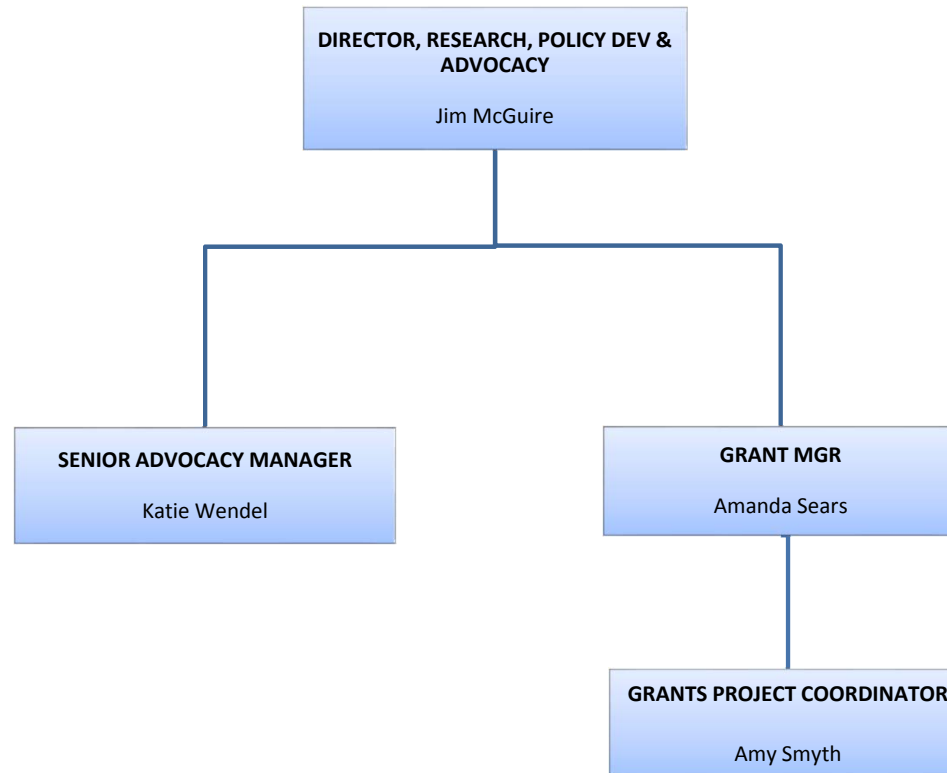 DIRECTOR, RESEARCH, POLICY DEV &
ADVOCACY
Jim McGuire
SENIOR ADVOCACY MANAGER
Katie Wendel
GRANT MGR
Amanda Sears
GRANTS PROJECT COORDINATOR
Amy Smyth